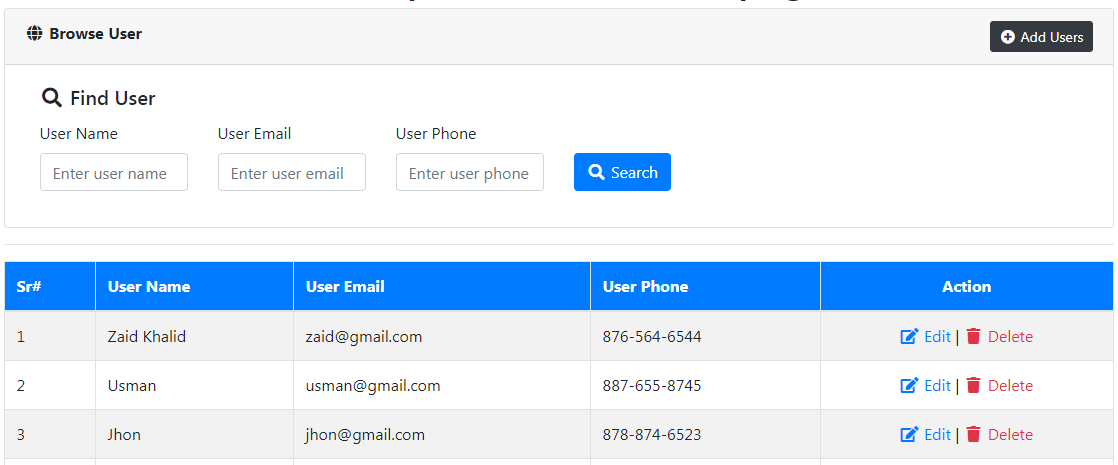 Browse User
Add Users
Find User
User Name User Email User Phone
Enter user name Enter user email Enter user phone Search
Sr# User Name User Email User Phone Action
1 Zaid Khalid zaid@gmail.com 876-564-6544 Edit | Delete
2 Usman usman@gmail.com 887-655-8745 Edit | Delete
3 Jhon jhon@gmail.com 878-874-6523 Edit | Delete